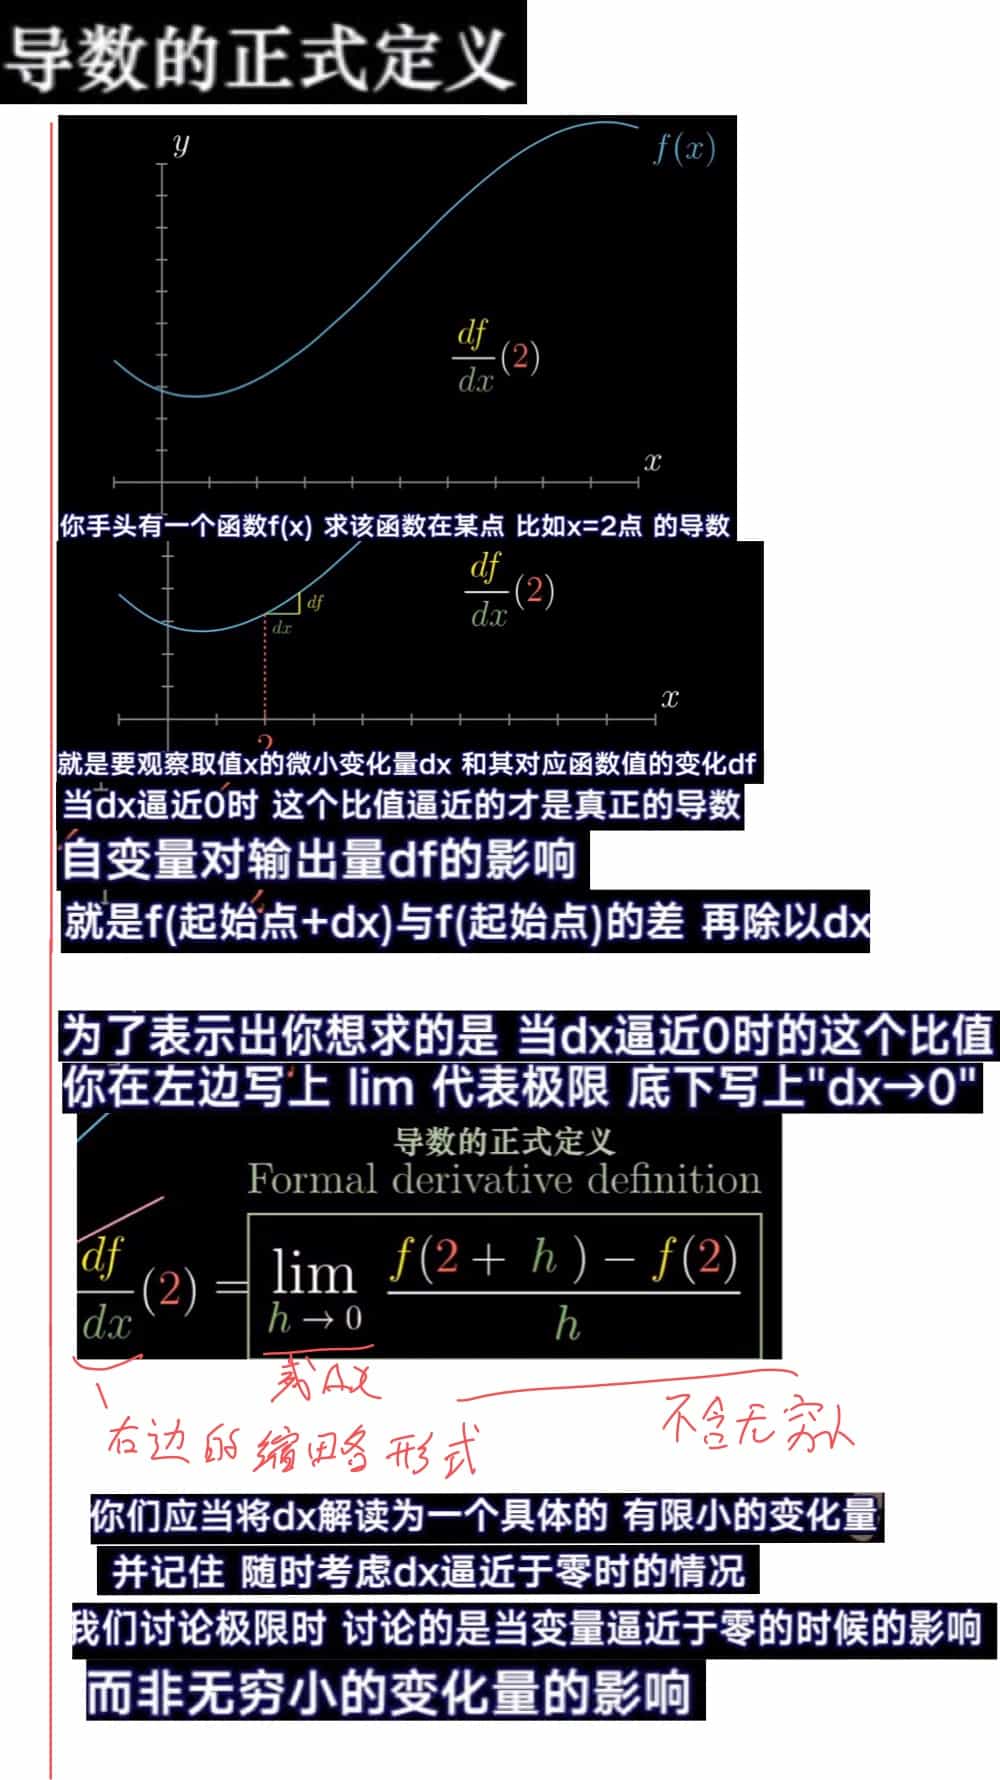 导数的正式定义
y
f(x)
df/dx (2)
x
你手头有一个函数f(x) 求该函数在某点 比如x=2点 的导数
df/dx (2)
df
dx
x
2
就是要观察取值x的微小变化量dx 和其对应函数值的变化df
当dx逼近0时 这个比值逼近的才是真正的导数
自变量对输出量df的影响
就是f(起始点+dx)与f(起始点)的差 再除以dx
为了表示出你想求的是 当dx逼近0时的这个比值
你在左边写上 lim 代表极限 底下写上"dx→0"
导数的正式定义
Formal derivative definition
df/dx (2) = lim h→0 f(2 + h) − f(2) / h
或Δx
右边的缩略形式
不含无穷小
你们应当将dx解读为一个具体的 有限小的变化量
并记住 随时考虑dx逼近于零时的情况
我们讨论极限时 讨论的是当变量逼近于零的时候的影响
而非无穷小的变化量的影响